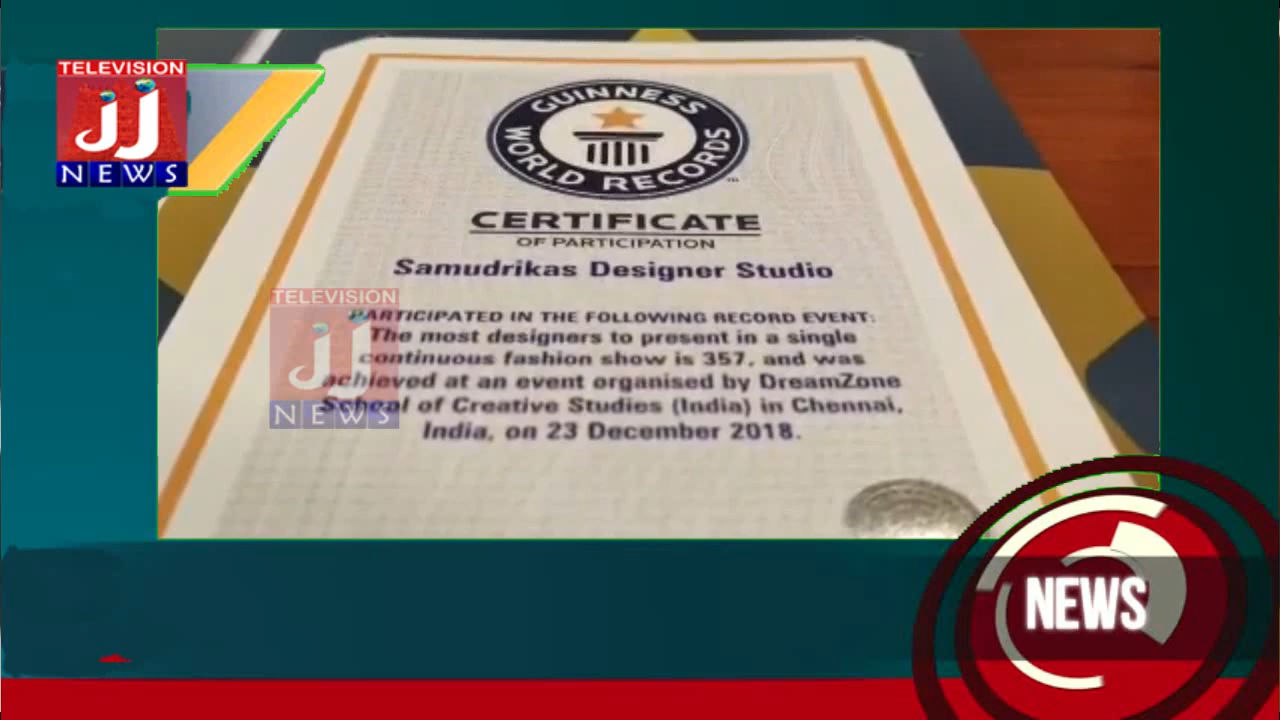 TELEVISION
JJ
NEWS
GUINNESS
WORLD RECORDS
™
CERTIFICATE
OF PARTICIPATION
Samudrikas Designer Studio
PARTICIPATED IN THE FOLLOWING RECORD EVENT:
The most designers to present in a single
continuous fashion show is 357, and was
achieved at an event organised by DreamZone
School of Creative Studies (India) in Chennai,
India, on 23 December 2018.
TELEVISION
JJ
NEWS
NEWS